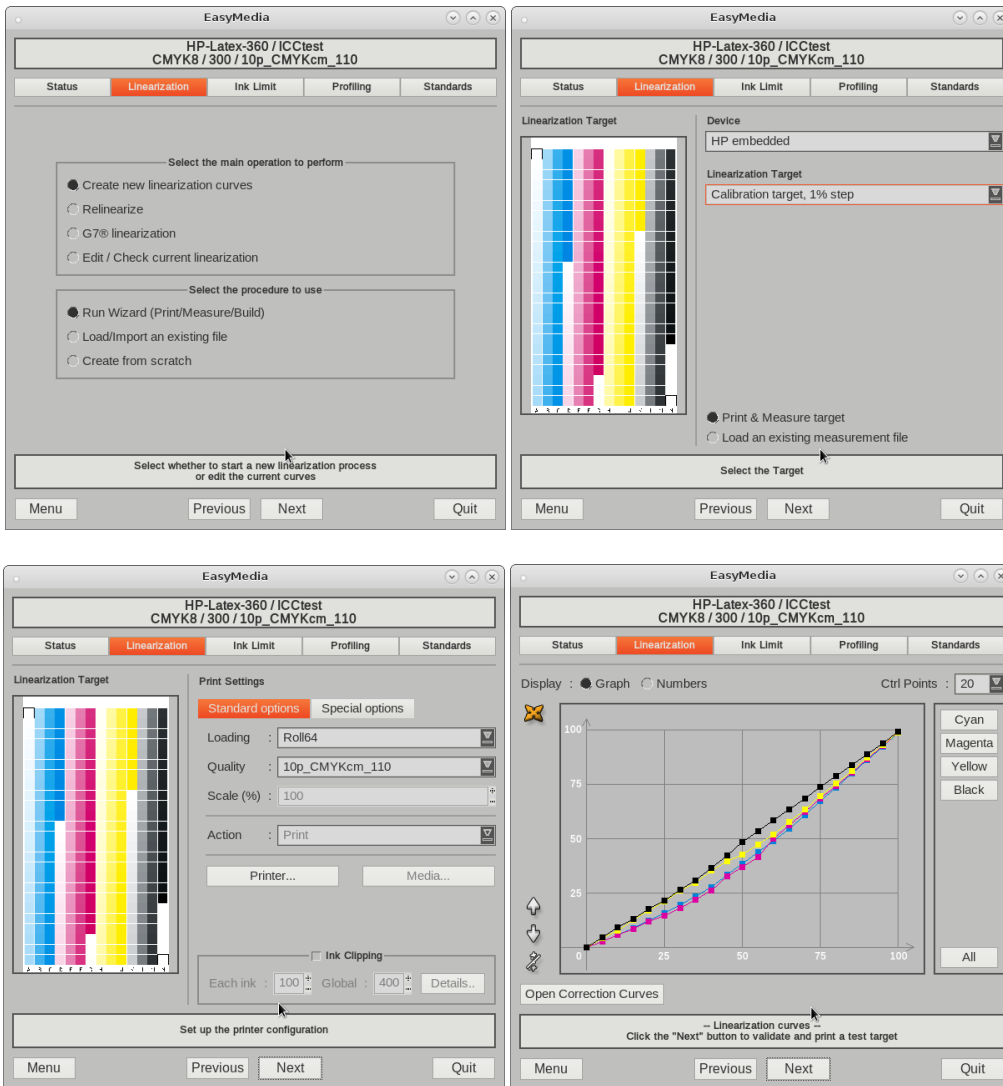 EasyMedia
HP-Latex-360 / ICCtest
CMYK8 / 300 / 10p_CMYKcm_110
Status Linearization Ink Limit Profiling Standards
Select the main operation to perform
Create new linearization curves
Relinearize
G7® linearization
Edit / Check current linearization
Select the procedure to use
Run Wizard (Print/Measure/Build)
Load/Import an existing file
Create from scratch
Select whether to start a new linearization process
or edit the current curves
Menu Previous Next Quit
EasyMedia
HP-Latex-360 / ICCtest
CMYK8 / 300 / 10p_CMYKcm_110
Status Linearization Ink Limit Profiling Standards
Linearization Target
Device
HP embedded
Linearization Target
Calibration target, 1% step
Print & Measure target
Load an existing measurement file
Select the Target
Menu Previous Next Quit
EasyMedia
HP-Latex-360 / ICCtest
CMYK8 / 300 / 10p_CMYKcm_110
Status Linearization Ink Limit Profiling Standards
Linearization Target
Print Settings
Standard options Special options
Loading : Roll64
Quality : 10p_CMYKcm_110
Scale (%) : 100
Action : Print
Printer... Media...
Ink Clipping
Each ink : 100 Global : 400 Details..
Set up the printer configuration
Menu Previous Next Quit
EasyMedia
HP-Latex-360 / ICCtest
CMYK8 / 300 / 10p_CMYKcm_110
Status Linearization Ink Limit Profiling Standards
Display : Graph Numbers Ctrl Points : 20
100
75
50
25
0 25 50 75 100
Cyan
Magenta
Yellow
Black
All
Open Correction Curves
-- Linearization curves --
Click the "Next" button to validate and print a test target
Menu Previous Next Quit